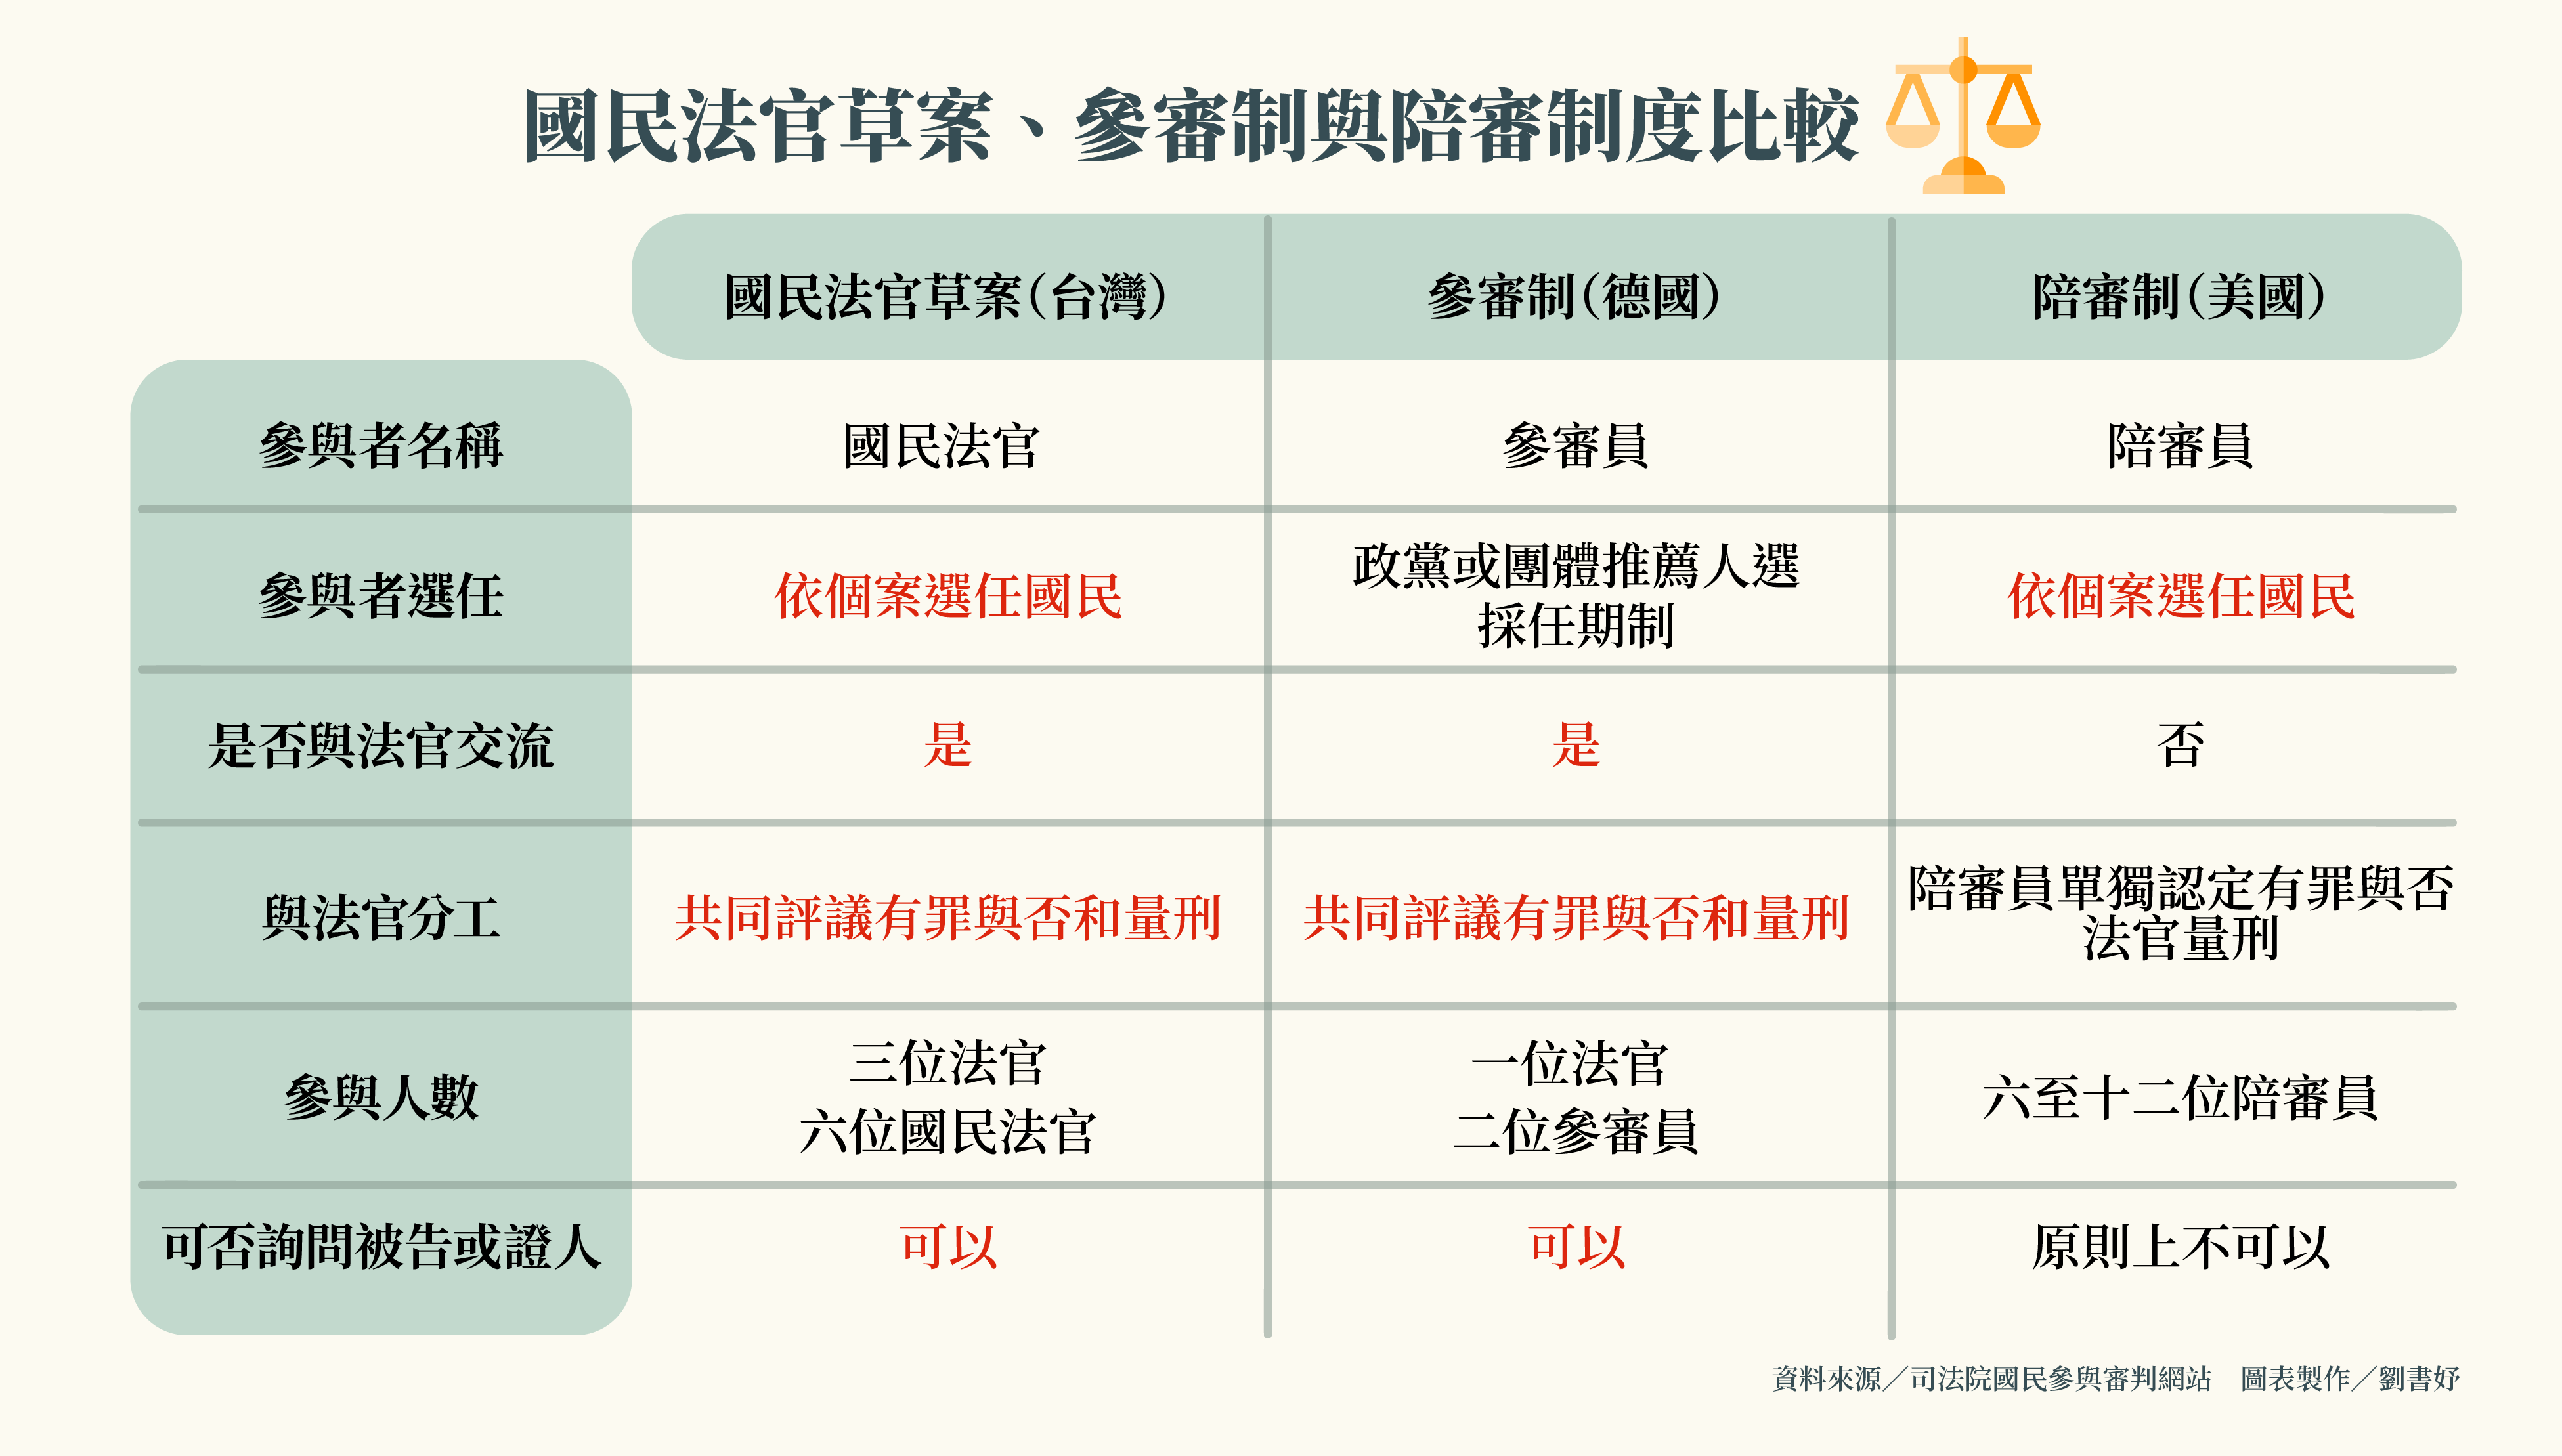 國民法官草案、參審制與陪審制度比較
國民法官草案(台灣)
參審制(德國)
陪審制(美國)
參與者名稱
國民法官
參審員
陪審員
參與者選任
依個案選任國民
政黨或團體推薦人選
採任期制
依個案選任國民
是否與法官交流
是
是
否
與法官分工
共同評議有罪與否和量刑
共同評議有罪與否和量刑
陪審員單獨認定有罪與否
法官量刑
參與人數
三位法官
六位國民法官
一位法官
二位參審員
六至十二位陪審員
可否詢問被告或證人
可以
可以
原則上不可以
資料來源／司法院國民參與審判網站　圖表製作／劉書妤